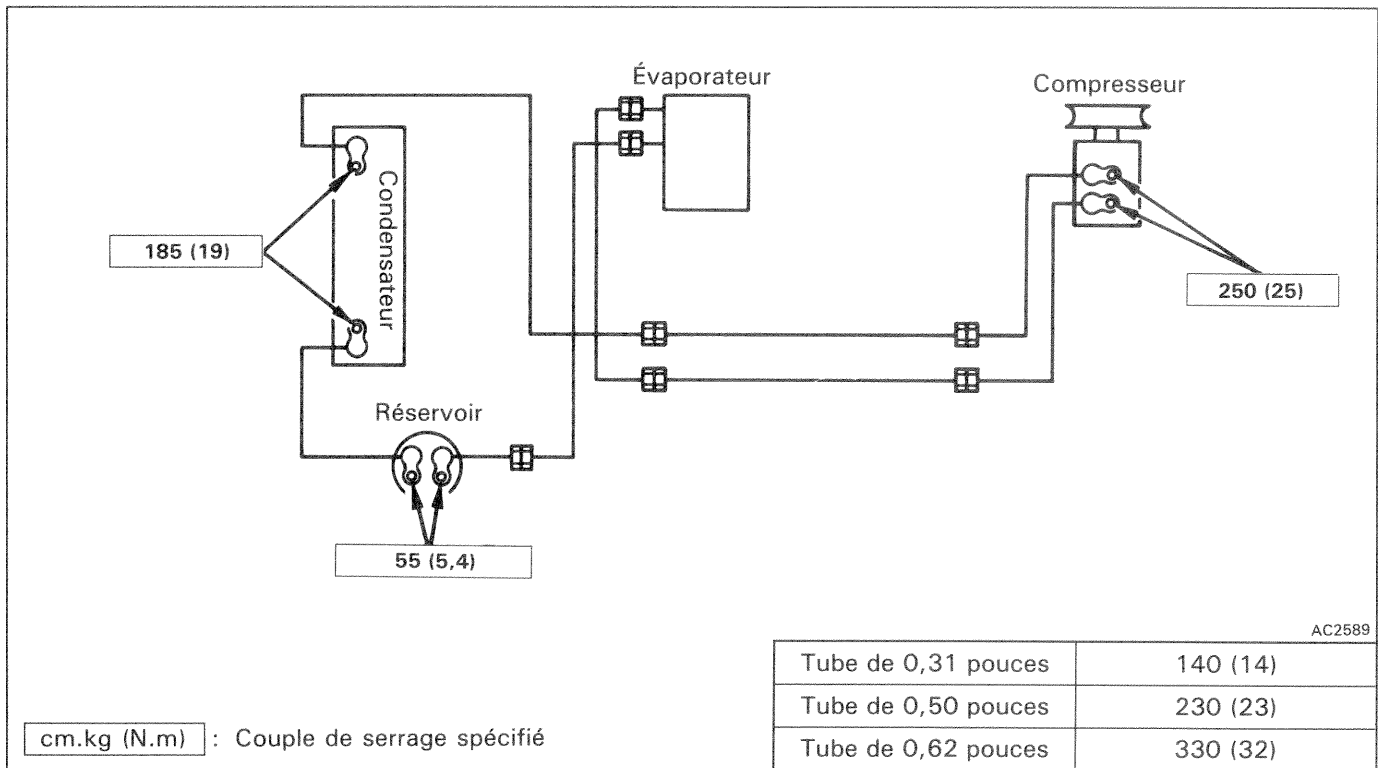 Évaporateur
Compresseur
Condensateur
185 (19)
250 (25)
Réservoir
55 (5,4)
AC2589
Tube de 0,31 pouces 140 (14)
Tube de 0,50 pouces 230 (23)
Tube de 0,62 pouces 330 (32)
cm.kg (N.m) : Couple de serrage spécifié